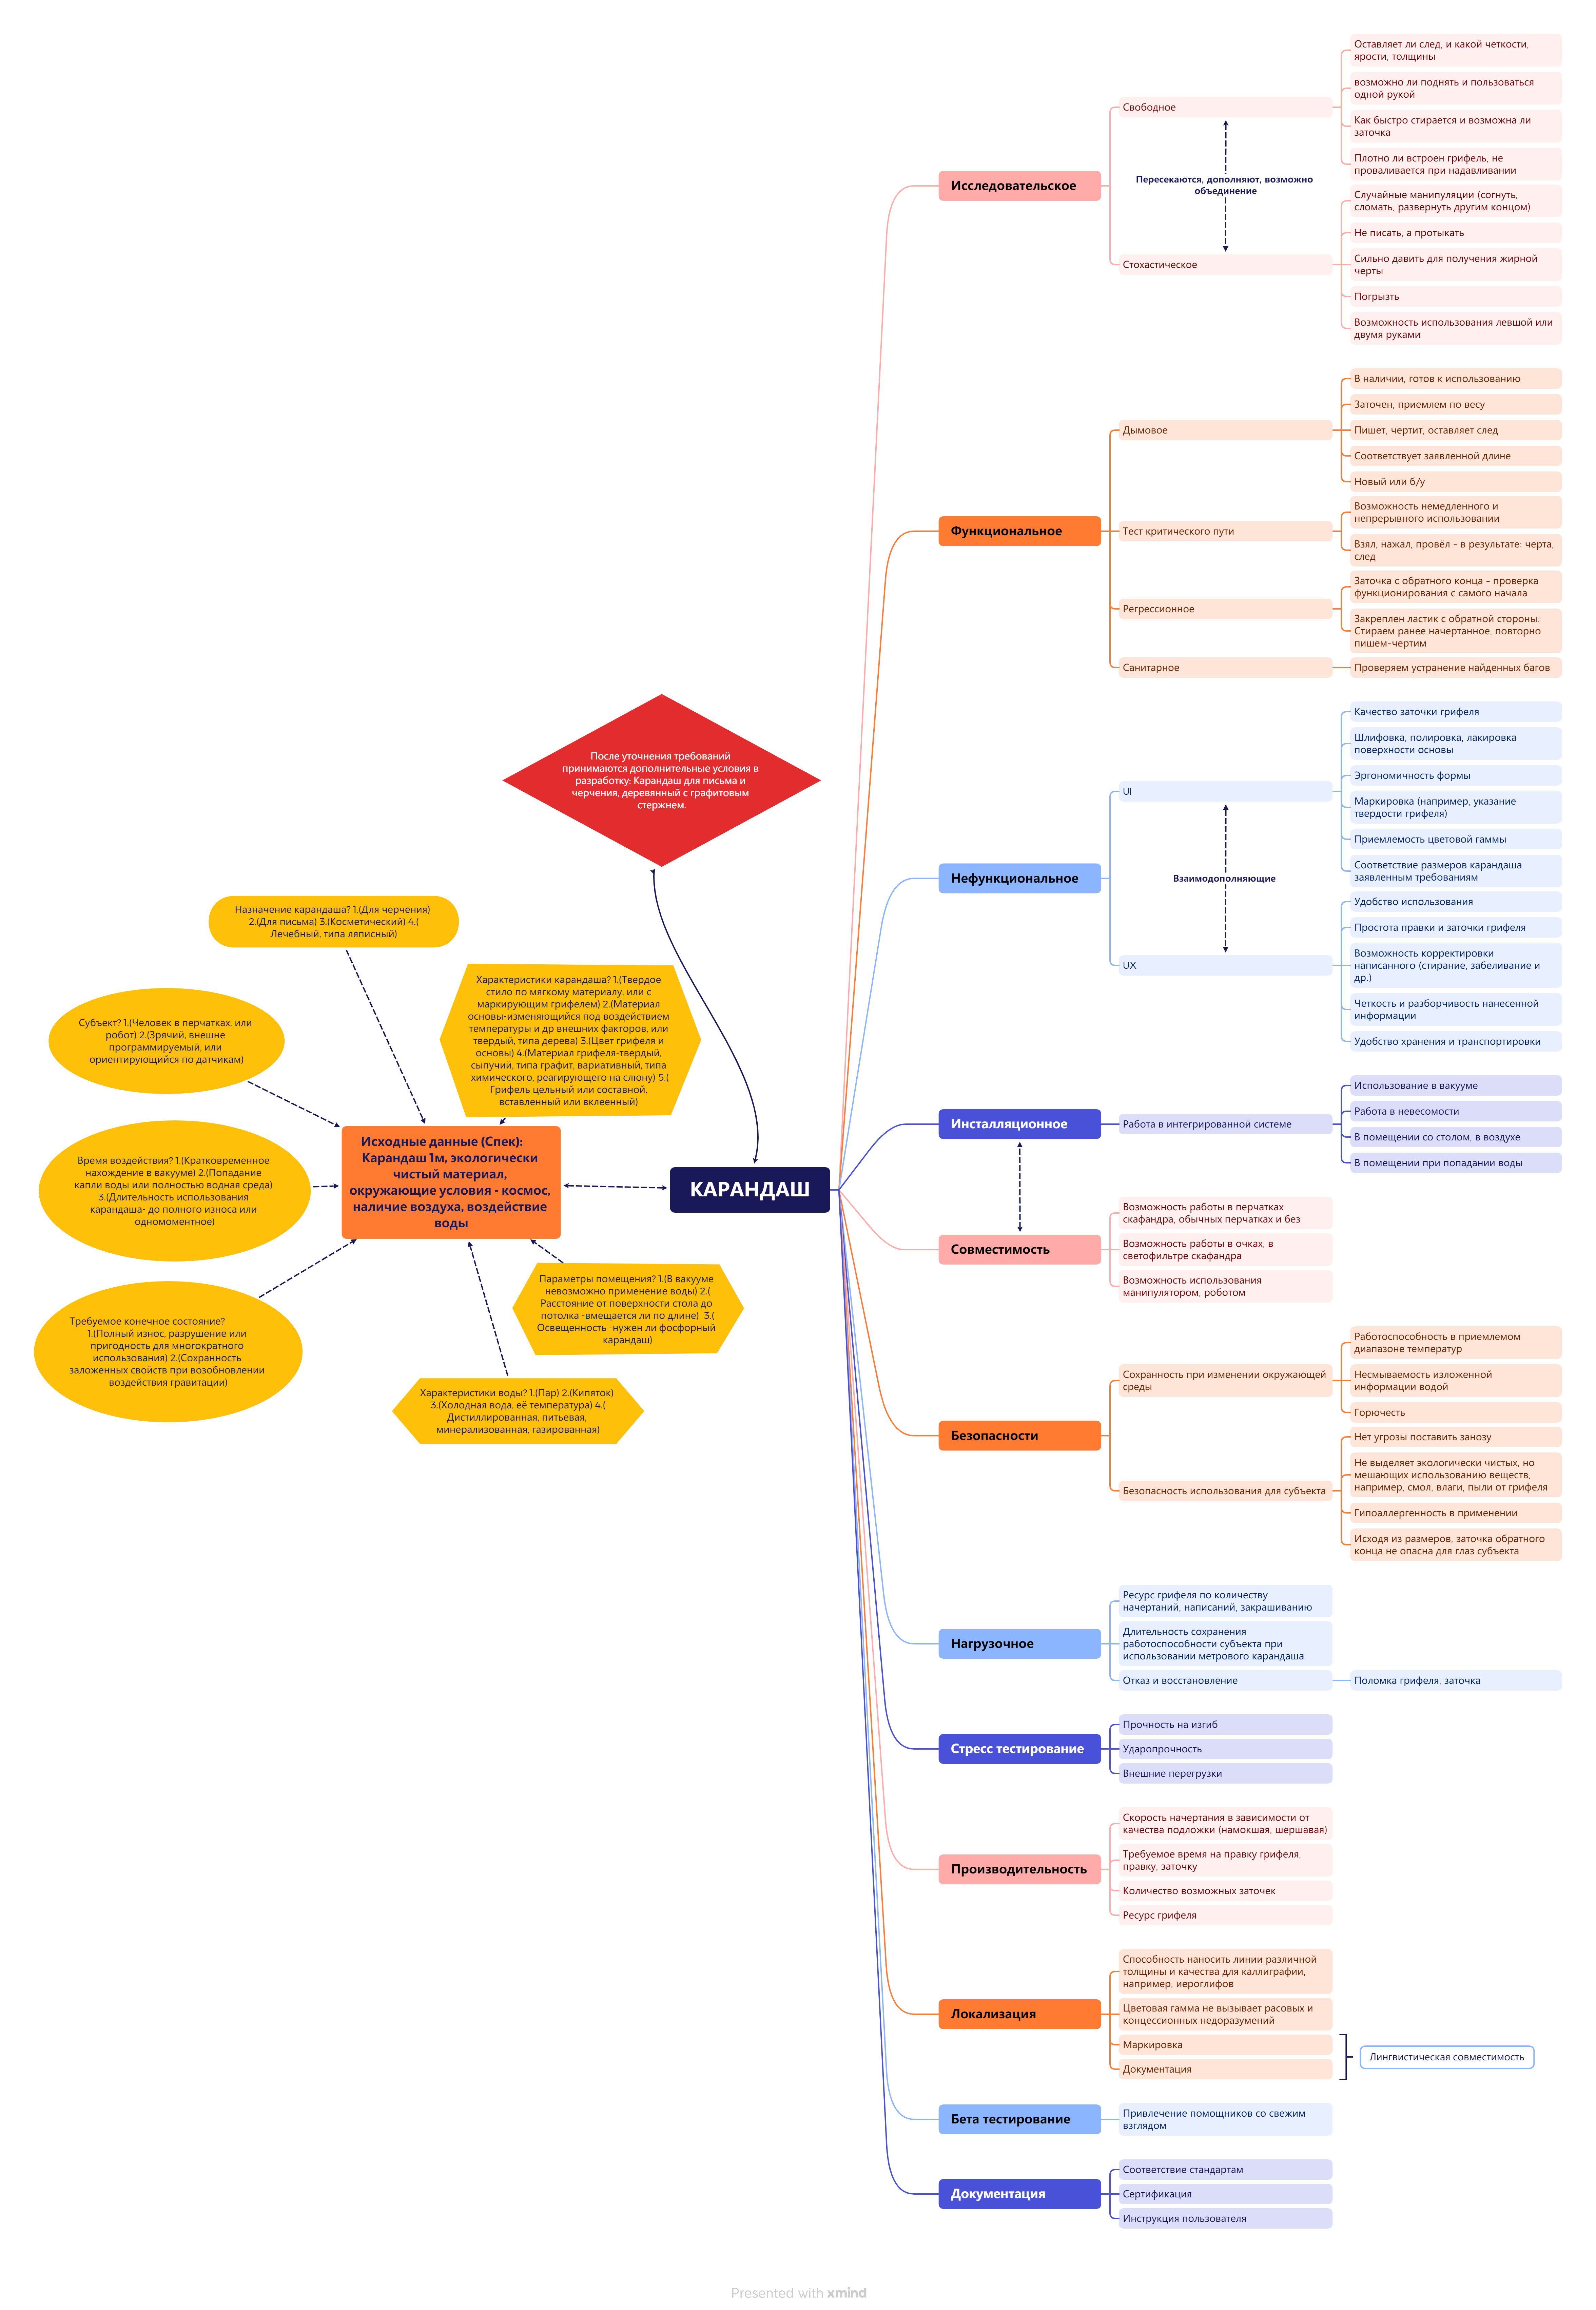 После уточнения требований
принимаются дополнительные условия в
разработку: Карандаш для письма и
черчения, деревянный с графитовым
стержнем.
Назначение карандаша? 1.(Для черчения)
2.(Для письма) 3.(Косметический) 4.(
Лечебный, типа ляписный)
Характеристики карандаша? 1.(Твердое
стило по мягкому материалу, или с
маркирующим грифелем) 2.(Материал
основы-изменяющийся под воздействием
температуры и др внешних факторов, или
твердый, типа дерева) 3.(Цвет грифеля и
основы) 4.(Материал грифеля-твердый,
сыпучий, типа графит, вариативный, типа
химического, реагирующего на слюну) 5.(
Грифель цельный или составной,
вставленный или вклеенный)
Субъект? 1.(Человек в перчатках, или
робот) 2.(Зрячий, внешне
программируемый, или
ориентирующийся по датчикам)
Время воздействия? 1.(Кратковременное
нахождение в вакууме) 2.(Попадание
капли воды или полностью водная среда)
3.(Длительность использования
карандаша- до полного износа или
одномоментное)
Требуемое конечное состояние?
1.(Полный износ, разрушение или
пригодность для многократного
использования) 2.(Сохранность
заложенных свойств при возобновлении
воздействия гравитации)
Исходные данные (Спек):
Карандаш 1м, экологически
чистый материал,
окружающие условия - космос,
наличие воздуха, воздействие
воды
Параметры помещения? 1.(В вакууме
невозможно применение воды) 2.(
Расстояние от поверхности стола до
потолка -вмещается ли по длине) 3.(
Освещенность -нужен ли фосфорный
карандаш)
Характеристики воды? 1.(Пар) 2.(Кипяток)
3.(Холодная вода, её температура) 4.(
Дистиллированная, питьевая,
минерализованная, газированная)
КАРАНДАШ
Исследовательское
Свободное
Оставляет ли след, и какой четкости,
ярости, толщины
возможно ли поднять и пользоваться
одной рукой
Как быстро стирается и возможна ли
заточка
Плотно ли встроен грифель, не
проваливается при надавливании
Пересекаются, дополняют, возможно
объединение
Стохастическое
Случайные манипуляции (согнуть,
сломать, развернуть другим концом)
Не писать, а протыкать
Сильно давить для получения жирной
черты
Погрызть
Возможность использования левшой или
двумя руками
Функциональное
Дымовое
В наличии, готов к использованию
Заточен, приемлем по весу
Пишет, чертит, оставляет след
Соответствует заявленной длине
Новый или б/у
Тест критического пути
Возможность немедленного и
непрерывного использовании
Взял, нажал, провёл - в результате: черта,
след
Регрессионное
Заточка с обратного конца - проверка
функционирования с самого начала
Закреплен ластик с обратной стороны:
Стираем ранее начертанное, повторно
пишем-чертим
Санитарное
Проверяем устранение найденных багов
Нефункциональное
UI
Качество заточки грифеля
Шлифовка, полировка, лакировка
поверхности основы
Эргономичность формы
Маркировка (например, указание
твердости грифеля)
Приемлемость цветовой гаммы
Соответствие размеров карандаша
заявленным требованиям
Взаимодополняющие
UX
Удобство использования
Простота правки и заточки грифеля
Возможность корректировки
написанного (стирание, забеливание и
др.)
Четкость и разборчивость нанесенной
информации
Удобство хранения и транспортировки
Инсталляционное
Работа в интегрированной системе
Использование в вакууме
Работа в невесомости
В помещении со столом, в воздухе
В помещении при попадании воды
Совместимость
Возможность работы в перчатках
скафандра, обычных перчатках и без
Возможность работы в очках, в
светофильтре скафандра
Возможность использования
манипулятором, роботом
Безопасности
Сохранность при изменении окружающей
среды
Работоспособность в приемлемом
диапазоне температур
Несмываемость изложенной
информации водой
Горючесть
Безопасность использования для субъекта
Нет угрозы поставить занозу
Не выделяет экологически чистых, но
мешающих использованию веществ,
например, смол, влаги, пыли от грифеля
Гипоаллергенность в применении
Исходя из размеров, заточка обратного
конца не опасна для глаз субъекта
Нагрузочное
Ресурс грифеля по количеству
начертаний, написаний, закрашиванию
Длительность сохранения
работоспособности субъекта при
использовании метрового карандаша
Отказ и восстановление
Поломка грифеля, заточка
Стресс тестирование
Прочность на изгиб
Ударопрочность
Внешние перегрузки
Производительность
Скорость начертания в зависимости от
качества подложки (намокшая, шершавая)
Требуемое время на правку грифеля,
правку, заточку
Количество возможных заточек
Ресурс грифеля
Локализация
Способность наносить линии различной
толщины и качества для каллиграфии,
например, иероглифов
Цветовая гамма не вызывает расовых и
концессионных недоразумений
Маркировка
Документация
Лингвистическая совместимость
Бета тестирование
Привлечение помощников со свежим
взглядом
Документация
Соответствие стандартам
Сертификация
Инструкция пользователя
Presented with xmind